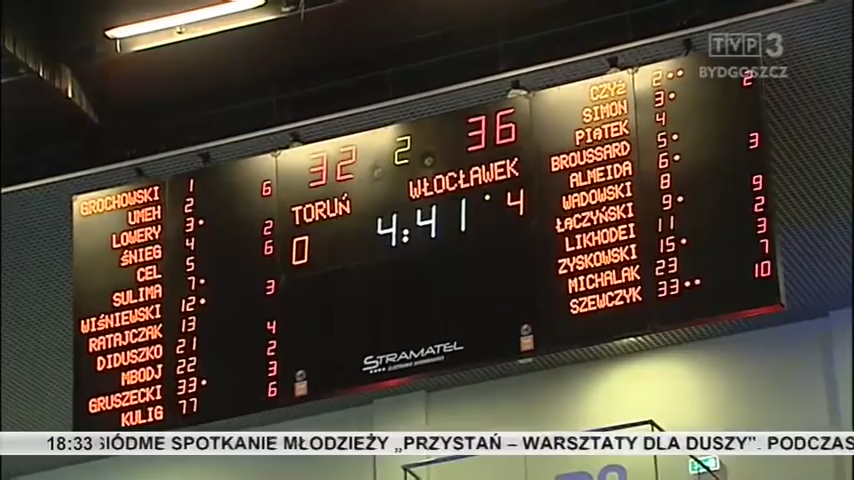 TVP 3
BYDGOSZCZ
GROCHOWSKI 1 6
UMEH 2
LOWERY 3 2
ŚNIEG 4 6
CEL 5
SULIMA 7 3
WIŚNIEWSKI 12
RATAJCZAK 13 4
DIDUSZKO 21 2
MBODJ 22 3
GRUSZECKI 33 6
KULIG 77
32 2 36
TORUŃ WŁOCŁAWEK
0 4:41 4
STRAMATEL
CZYŻ 2 2
SIMON 3
PIĄTEK 4
BROUSSARD 5 3
ALMEIDA 6
WADOWSKI 8 9
ŁĄCZYŃSKI 9 2
LIKHODEI 11 3
ZYSKOWSKI 15 7
MICHALAK 23
SZEWCZYK 33 10
18:33 SIÓDME SPOTKANIE MŁODZIEŻY „PRZYSTAŃ – WARSZTATY DLA DUSZY”. PODCZAS